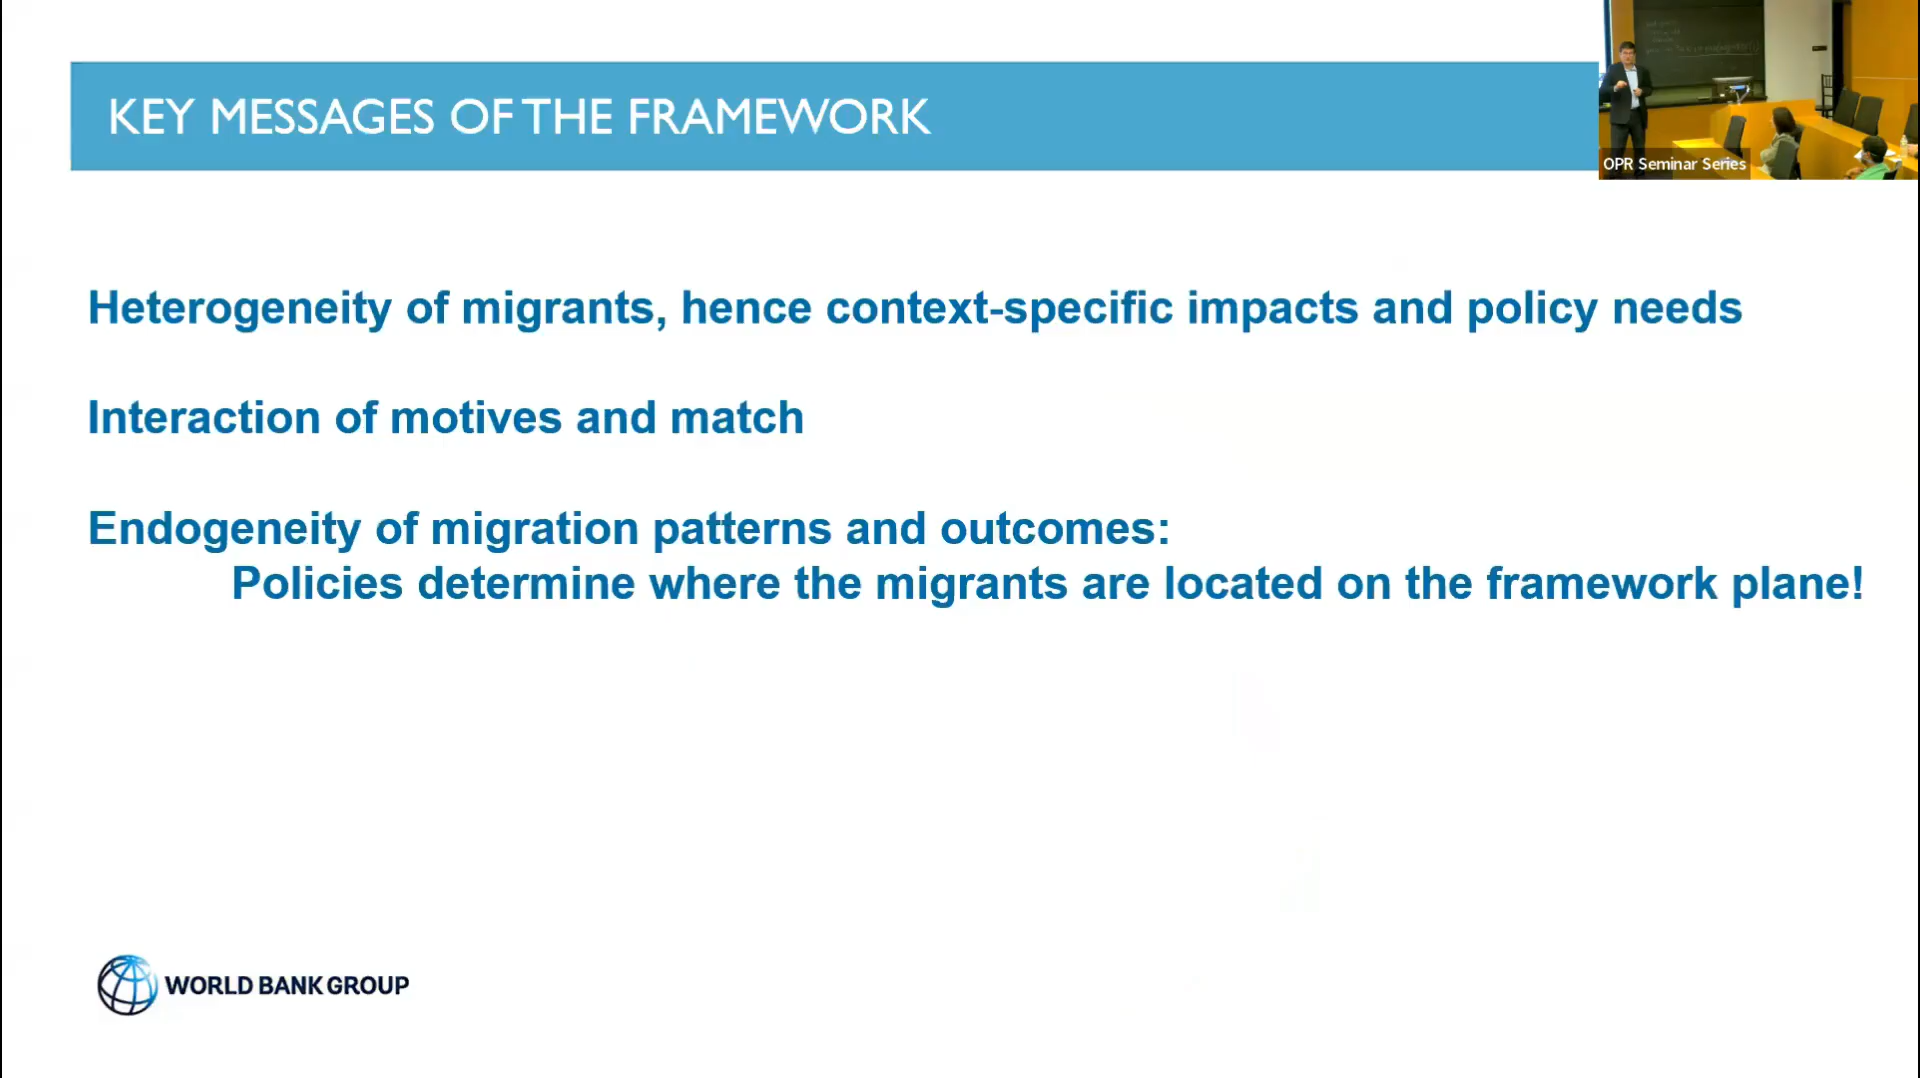 KEY MESSAGES OF THE FRAMEWORK
OPR Seminar Series
Heterogeneity of migrants, hence context-specific impacts and policy needs
Interaction of motives and match
Endogeneity of migration patterns and outcomes:
Policies determine where the migrants are located on the framework plane!
WORLD BANK GROUP